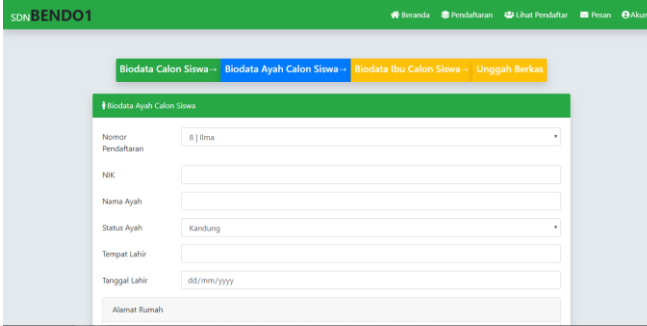 SDNBENDO1 Beranda Pendaftaran Lihat Pendaftar Pesan Akun
Biodata Calon Siswa→ Biodata Ayah Calon Siswa→ Biodata Ibu Calon Siswa→ Unggah Berkas
Biodata Ayah Calon Siswa
Nomor Pendaftaran 8 | Ilma
NIK
Nama Ayah
Status Ayah Kandung
Tempat Lahir
Tanggal Lahir dd/mm/yyyy
Alamat Rumah